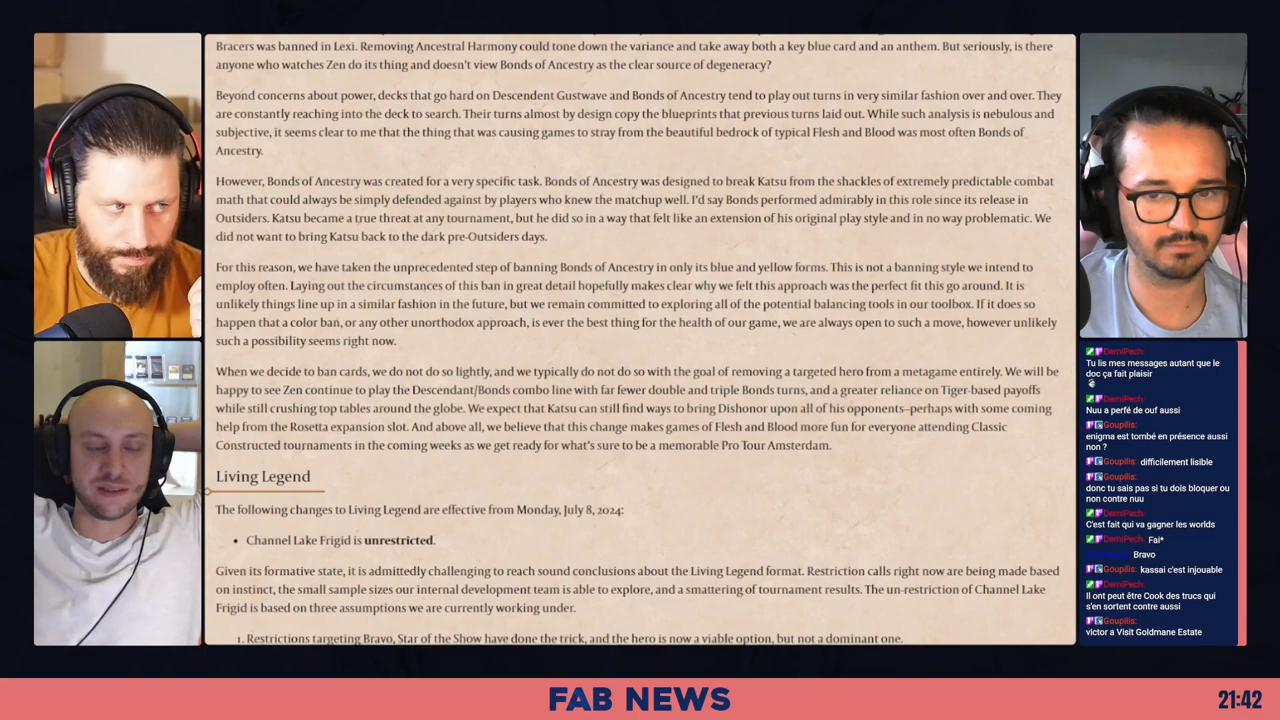 Bracers was banned in Lexi. Removing Ancestral Harmony could tone down the variance and take away both a key blue card and an anthem. But seriously, is there
anyone who watches Zen do its thing and doesn't view Bonds of Ancestry as the clear source of degeneracy?
Beyond concerns about power, decks that go hard on Descendent Gustwave and Bonds of Ancestry tend to play out turns in very similar fashion over and over. They
are constantly reaching into the deck to search. Their turns almost by design copy the blueprints that previous turns laid out. While such analysis is nebulous and
subjective, it seems clear to me that the thing that was causing games to stray from the beautiful bedrock of typical Flesh and Blood was most often Bonds of
Ancestry.
However, Bonds of Ancestry was created for a very specific task. Bonds of Ancestry was designed to break Katsu from the shackles of extremely predictable combat
math that could always be simply defended against by players who knew the matchup well. I'd say Bonds performed admirably in this role since its release in
Outsiders. Katsu became a true threat at any tournament, but he did so in a way that felt like an extension of his original play style and in no way problematic. We
did not want to bring Katsu back to the dark pre-Outsiders days.
For this reason, we have taken the unprecedented step of banning Bonds of Ancestry in only its blue and yellow forms. This is not a banning style we intend to
employ often. Laying out the circumstances of this ban in great detail hopefully makes clear why we felt this approach was the perfect fit this go around. It is
unlikely things line up in a similar fashion in the future, but we remain committed to exploring all of the potential balancing tools in our toolbox. If it does so
happen that a color ban, or any other unorthodox approach, is ever the best thing for the health of our game, we are always open to such a move, however unlikely
such a possibility seems right now.
When we decide to ban cards, we do not do so lightly, and we typically do not do so with the goal of removing a targeted hero from a metagame entirely. We will be
happy to see Zen continue to play the Descendant/Bonds combo line with far fewer double and triple Bonds turns, and a greater reliance on Tiger-based payoffs
while still crushing top tables around the globe. We expect that Katsu can still find ways to bring Dishonor upon all of his opponents–perhaps with some coming
help from the Rosetta expansion slot. And above all, we believe that this change makes games of Flesh and Blood more fun for everyone attending Classic
Constructed tournaments in the coming weeks as we get ready for what's sure to be a memorable Pro Tour Amsterdam.
Living Legend
The following changes to Living Legend are effective from Monday, July 8, 2024:
• Channel Lake Frigid is unrestricted.
Given its formative state, it is admittedly challenging to reach sound conclusions about the Living Legend format. Restriction calls right now are being made based
on instinct, the small sample sizes our internal development team is able to explore, and a smattering of tournament results. The un-restriction of Channel Lake
Frigid is based on three assumptions we are currently working under.
1. Restrictions targeting Bravo, Star of the Show have done the trick, and the hero is now a viable option, but not a dominant one.
DemiPech:
Tu lis mes messages autant que le
doc ça fait plaisir
DemiPech:
Nuu a perfé de ouf aussi
Goupilis:
enigma est tombé en présence aussi
non ?
Goupilis: difficilement lisible
Goupilis:
donc tu sais pas si tu dois bloquer ou
non contre nuu
DemiPech:
C'est fait qui va gagner les worlds
DemiPech: Fai*
Bravo
Goupilis: kassai c'est injouable
DemiPech:
Il ont peut être Cook des trucs qui
s'en sortent contre aussi
Goupilis:
victor a Visit Goldmane Estate
FAB NEWS
21:42